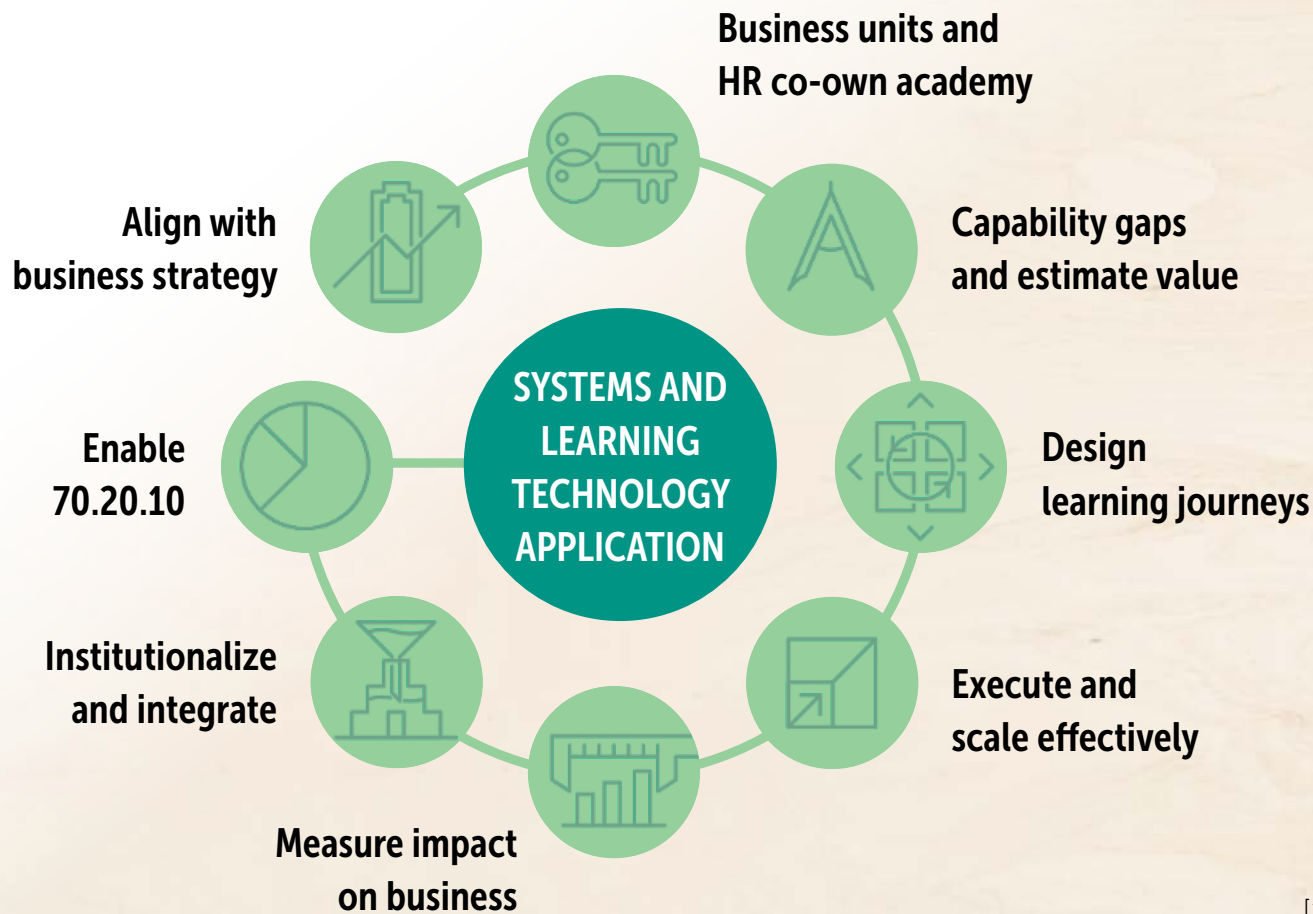 Business units and
HR co-own academy
Align with
business strategy
Capability gaps
and estimate value
SYSTEMS AND
LEARNING
TECHNOLOGY
APPLICATION
Enable
70.20.10
Design
learning journeys
Institutionalize
and integrate
Execute and
scale effectively
Measure impact
on business
[